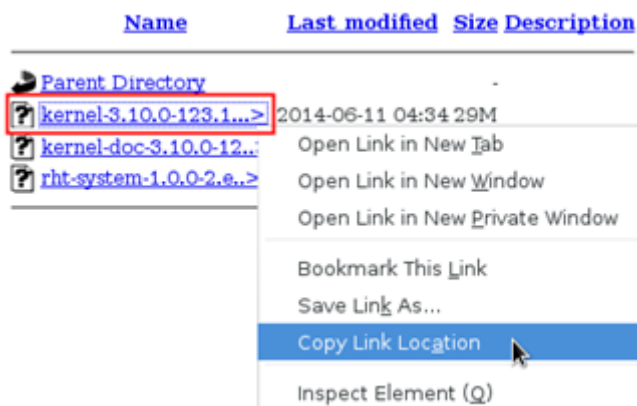 Name Last modified Size Description
Parent Directory -
kernel-3.10.0-123.1...> 2014-06-11 04:34 29M
kernel-doc-3.10.0-12..>
rht-system-1.0.0-2.e..>
Open Link in New Tab
Open Link in New Window
Open Link in New Private Window
Bookmark This Link
Save Link As...
Copy Link Location
Inspect Element (Q)